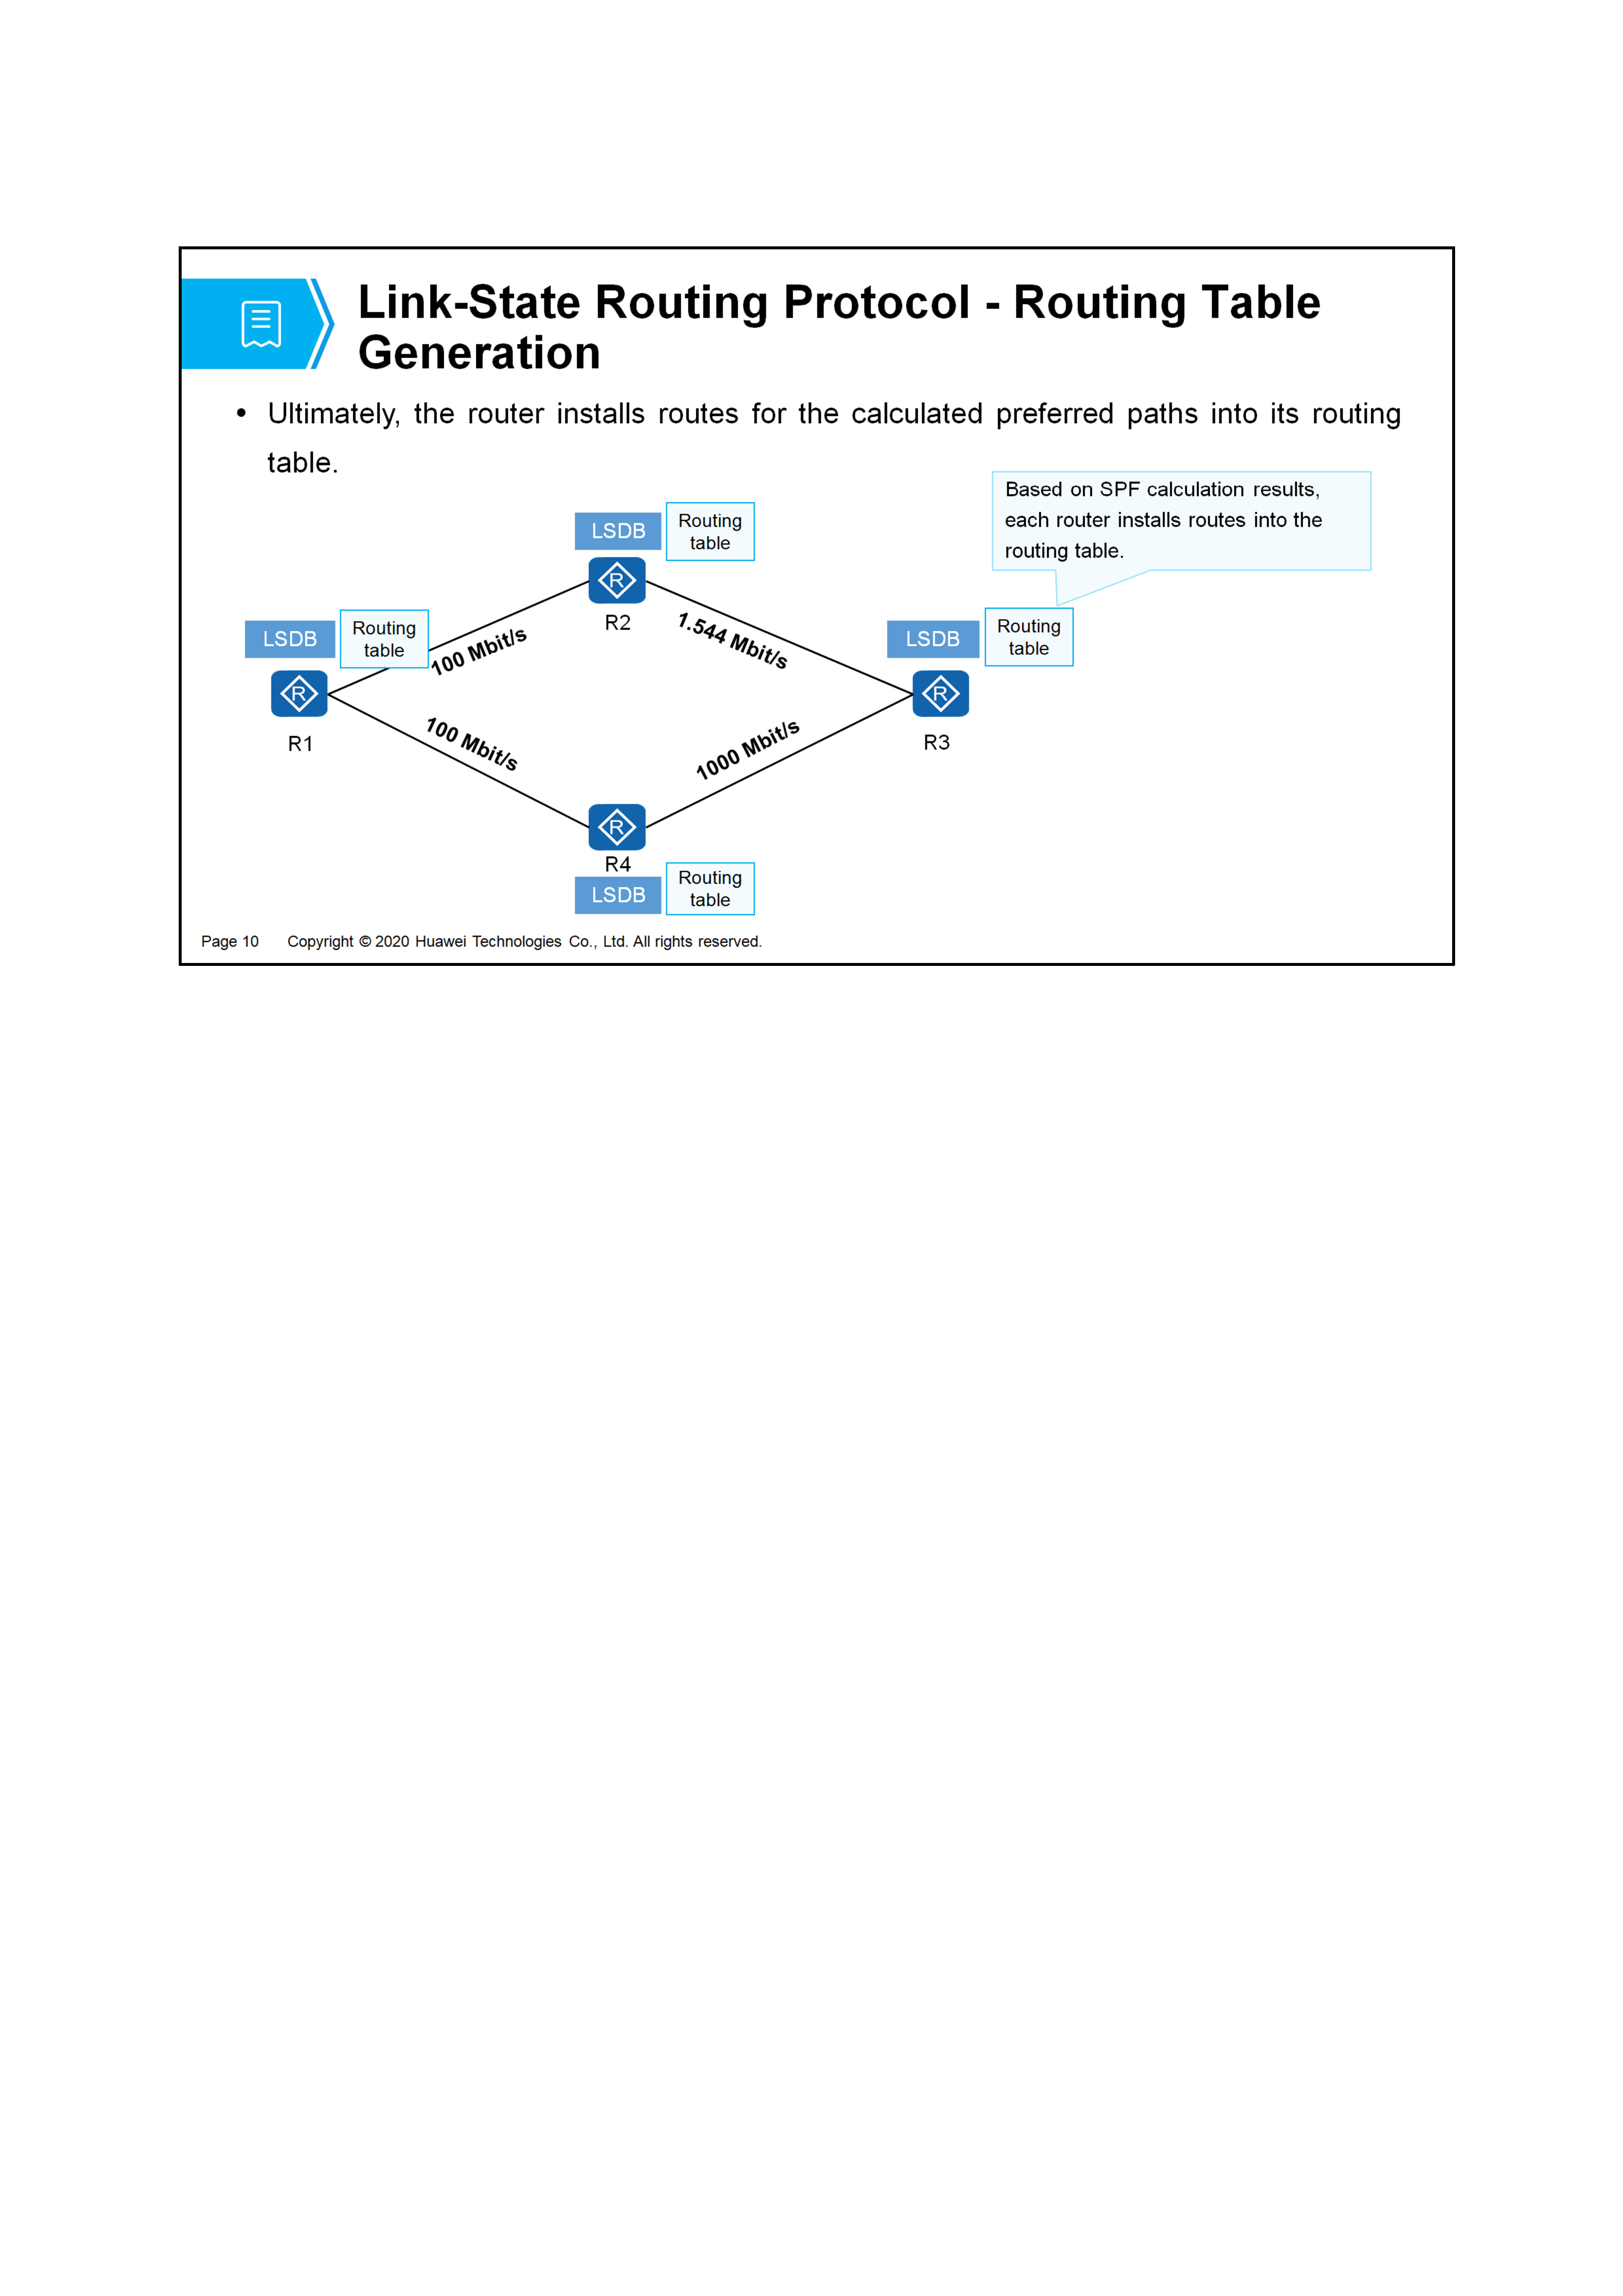 Link-State Routing Protocol - Routing Table
Generation
• Ultimately, the router installs routes for the calculated preferred paths into its routing
table.
Based on SPF calculation results,
each router installs routes into the
routing table.
LSDB
Routing
table
R
R2
LSDB
Routing
table
100 Mbit/s
1.544 Mbit/s
LSDB
Routing
table
R
R1
R
R3
100 Mbit/s
1000 Mbit/s
R
R4
LSDB
Routing
table
Page 10 Copyright © 2020 Huawei Technologies Co., Ltd. All rights reserved.